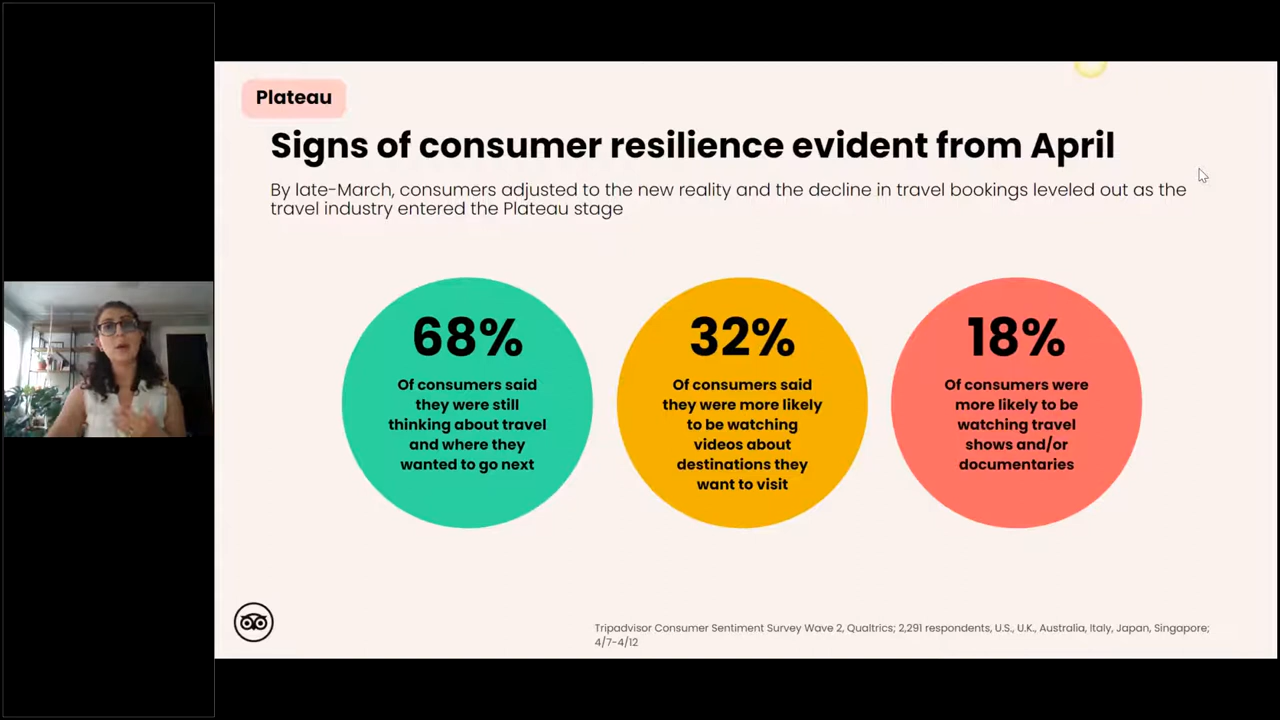 Plateau
Signs of consumer resilience evident from April
By late-March, consumers adjusted to the new reality and the decline in travel bookings leveled out as the
travel industry entered the Plateau stage
68%
Of consumers said
they were still
thinking about travel
and where they
wanted to go next
32%
Of consumers said
they were more likely
to be watching
videos about
destinations they
want to visit
18%
Of consumers were
more likely to be
watching travel
shows and/or
documentaries
Tripadvisor Consumer Sentiment Survey Wave 2, Qualtrics; 2,291 respondents, U.S., U.K., Australia, Italy, Japan, Singapore;
4/7-4/12